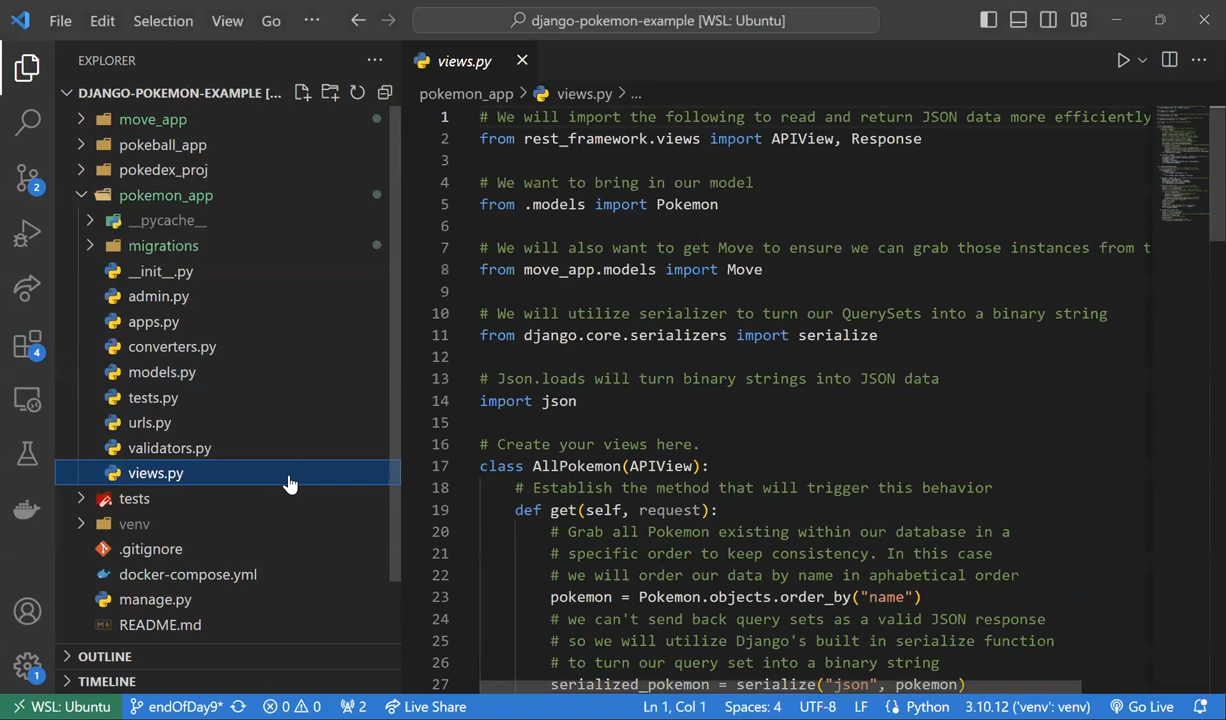 File Edit Selection View Go ···
django-pokemon-example [WSL: Ubuntu]
EXPLORER ···
DJANGO-POKEMON-EXAMPLE [...
move_app
pokeball_app
pokedex_proj
pokemon_app
__pycache__
migrations
__init__.py
admin.py
apps.py
converters.py
models.py
tests.py
urls.py
validators.py
views.py
tests
venv
.gitignore
docker-compose.yml
manage.py
README.md
OUTLINE
TIMELINE
2
4
1
views.py
pokemon_app > views.py > ...
1 # We will import the following to read and return JSON data more efficiently
2 from rest_framework.views import APIView, Response
3
4 # We want to bring in our model
5 from .models import Pokemon
6
7 # We will also want to get Move to ensure we can grab those instances from t
8 from move_app.models import Move
9
10 # We will utilize serializer to turn our QuerySets into a binary string
11 from django.core.serializers import serialize
12
13 # Json.loads will turn binary strings into JSON data
14 import json
15
16 # Create your views here.
17 class AllPokemon(APIView):
18 # Establish the method that will trigger this behavior
19 def get(self, request):
20 # Grab all Pokemon existing within our database in a
21 # specific order to keep consistency. In this case
22 # we will order our data by name in aphabetical order
23 pokemon = Pokemon.objects.order_by("name")
24 # we can't send back query sets as a valid JSON response
25 # so we will utilize Django's built in serialize function
26 # to turn our query set into a binary string
27 serialized_pokemon = serialize("json", pokemon)
WSL: Ubuntu endOfDay9* 0 0 2 Live Share Ln 1, Col 1 Spaces: 4 UTF-8 LF Python 3.10.12 ('venv': venv) Go Live